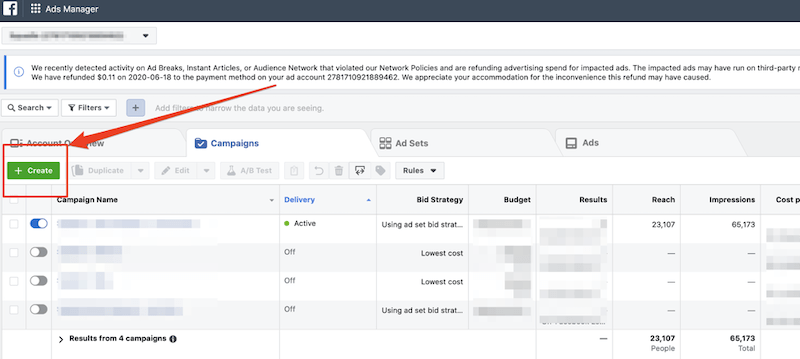 f Ads Manager
We recently detected activity on Ad Breaks, Instant Articles, or Audience Network that violated our Network Policies and are refunding advertising spend for impacted ads. The impacted ads may have run on third-party
We have refunded $0.11 on 2020-06-18 to the payment method on your ad account 2781710921889462. We appreciate your accommodation for the inconvenience this refund may have caused.
Search Filters + Add filters to narrow the data you are seeing.
Account Overview Campaigns Ad Sets Ads
+ Create Duplicate Edit A/B Test Rules
Campaign Name Delivery Bid Strategy Budget Results Reach Impressions Cost p
Active Using ad set bid strat... 23,107 65,173
Off Lowest cost — —
Off Lowest cost — —
Off Using ad set bid strat... — —
Results from 4 campaigns — 23,107 65,173
People Total